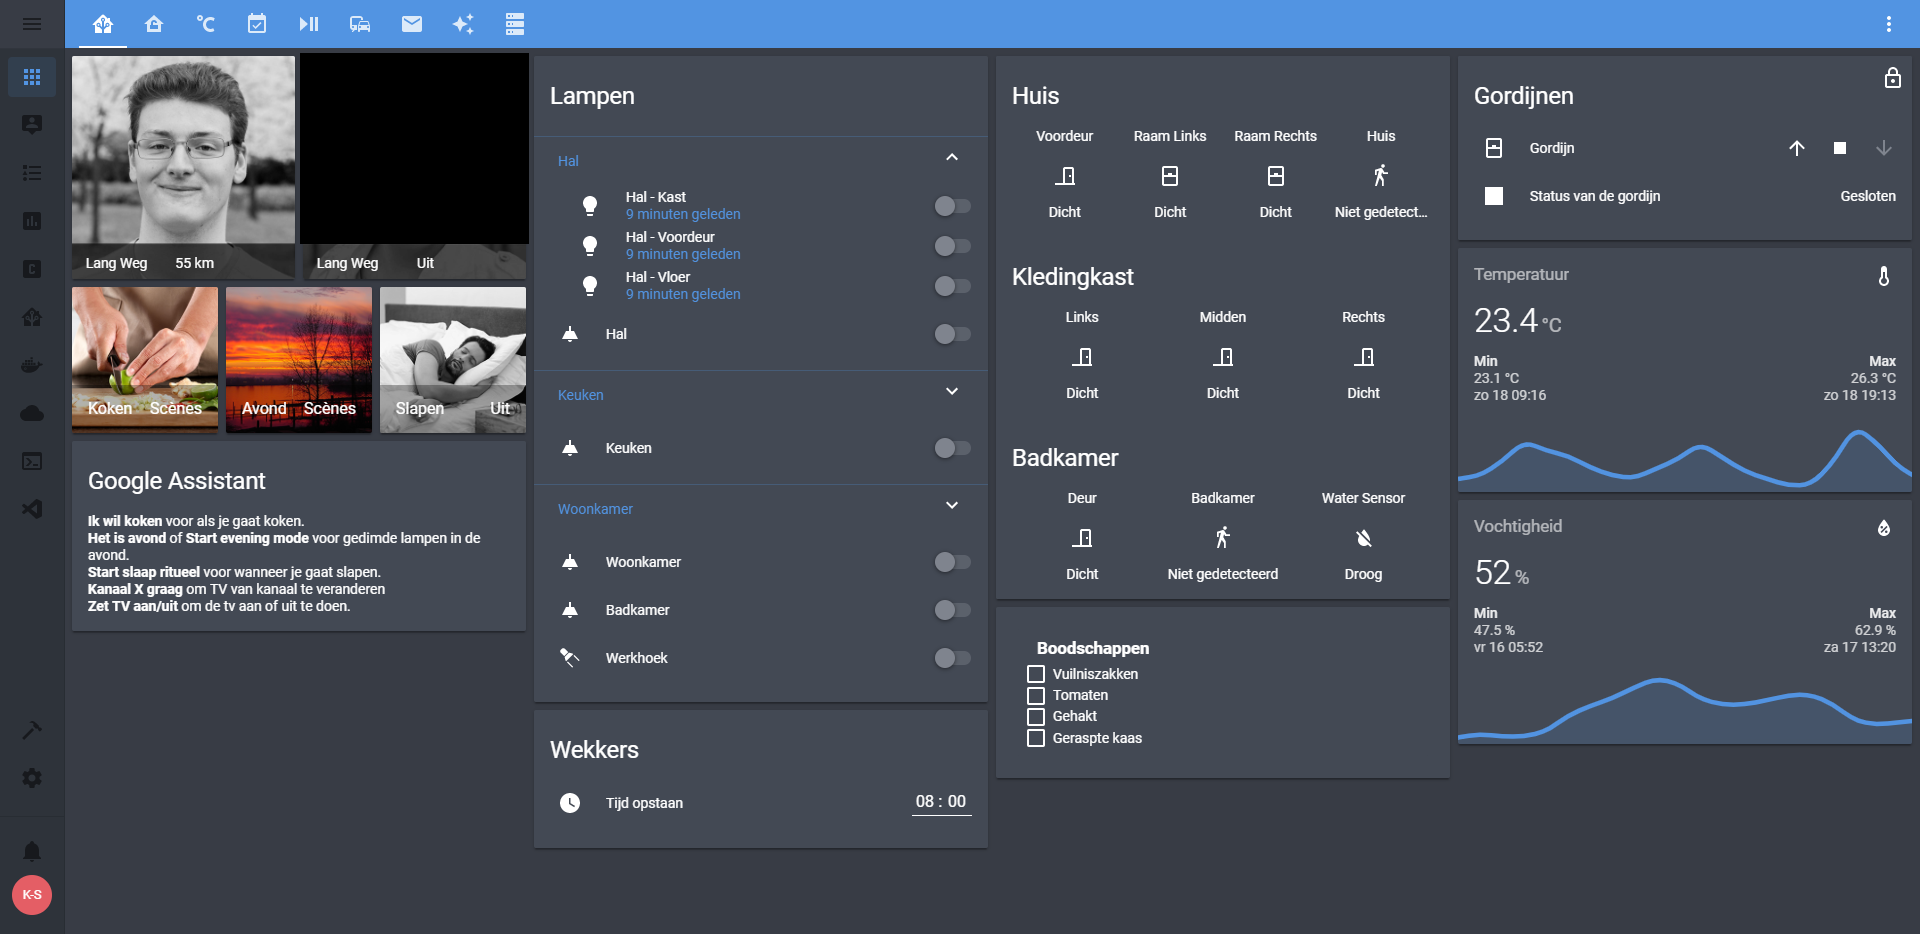 ℃
Lang Weg 55 km
Lang Weg Uit
Koken Scènes
Avond Scènes
Slapen Uit
Google Assistant
Ik wil koken voor als je gaat koken.
Het is avond of Start evening mode voor gedimde lampen in de
avond.
Start slaap ritueel voor wanneer je gaat slapen.
Kanaal X graag om TV van kanaal te veranderen
Zet TV aan/uit om de tv aan of uit te doen.
Lampen
Hal
Hal - Kast
9 minuten geleden
Hal - Voordeur
9 minuten geleden
Hal - Vloer
9 minuten geleden
Hal
Keuken
Keuken
Woonkamer
Woonkamer
Badkamer
Werkhoek
Wekkers
Tijd opstaan 08 : 00
Huis
Voordeur Raam Links Raam Rechts Huis
Dicht Dicht Dicht Niet gedetect...
Kledingkast
Links Midden Rechts
Dicht Dicht Dicht
Badkamer
Deur Badkamer Water Sensor
Dicht Niet gedetecteerd Droog
Boodschappen
Vuilniszakken
Tomaten
Gehakt
Geraspte kaas
Gordijnen
Gordijn
Status van de gordijn Gesloten
Temperatuur
23.4 °C
Min Max
23.1 °C 26.3 °C
zo 18 09:16 zo 18 19:13
Vochtigheid
52 %
Min Max
47.5 % 62.9 %
vr 16 05:52 za 17 13:20
C
K-S